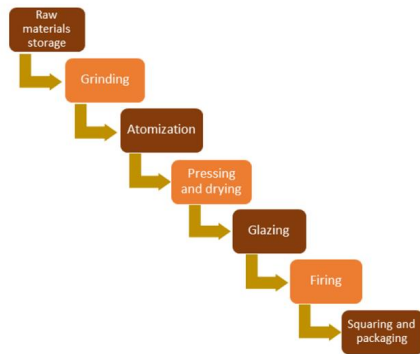 Raw
materials
storage
Grinding
Atomization
Pressing
and drying
Glazing
Firing
Squaring and
packaging